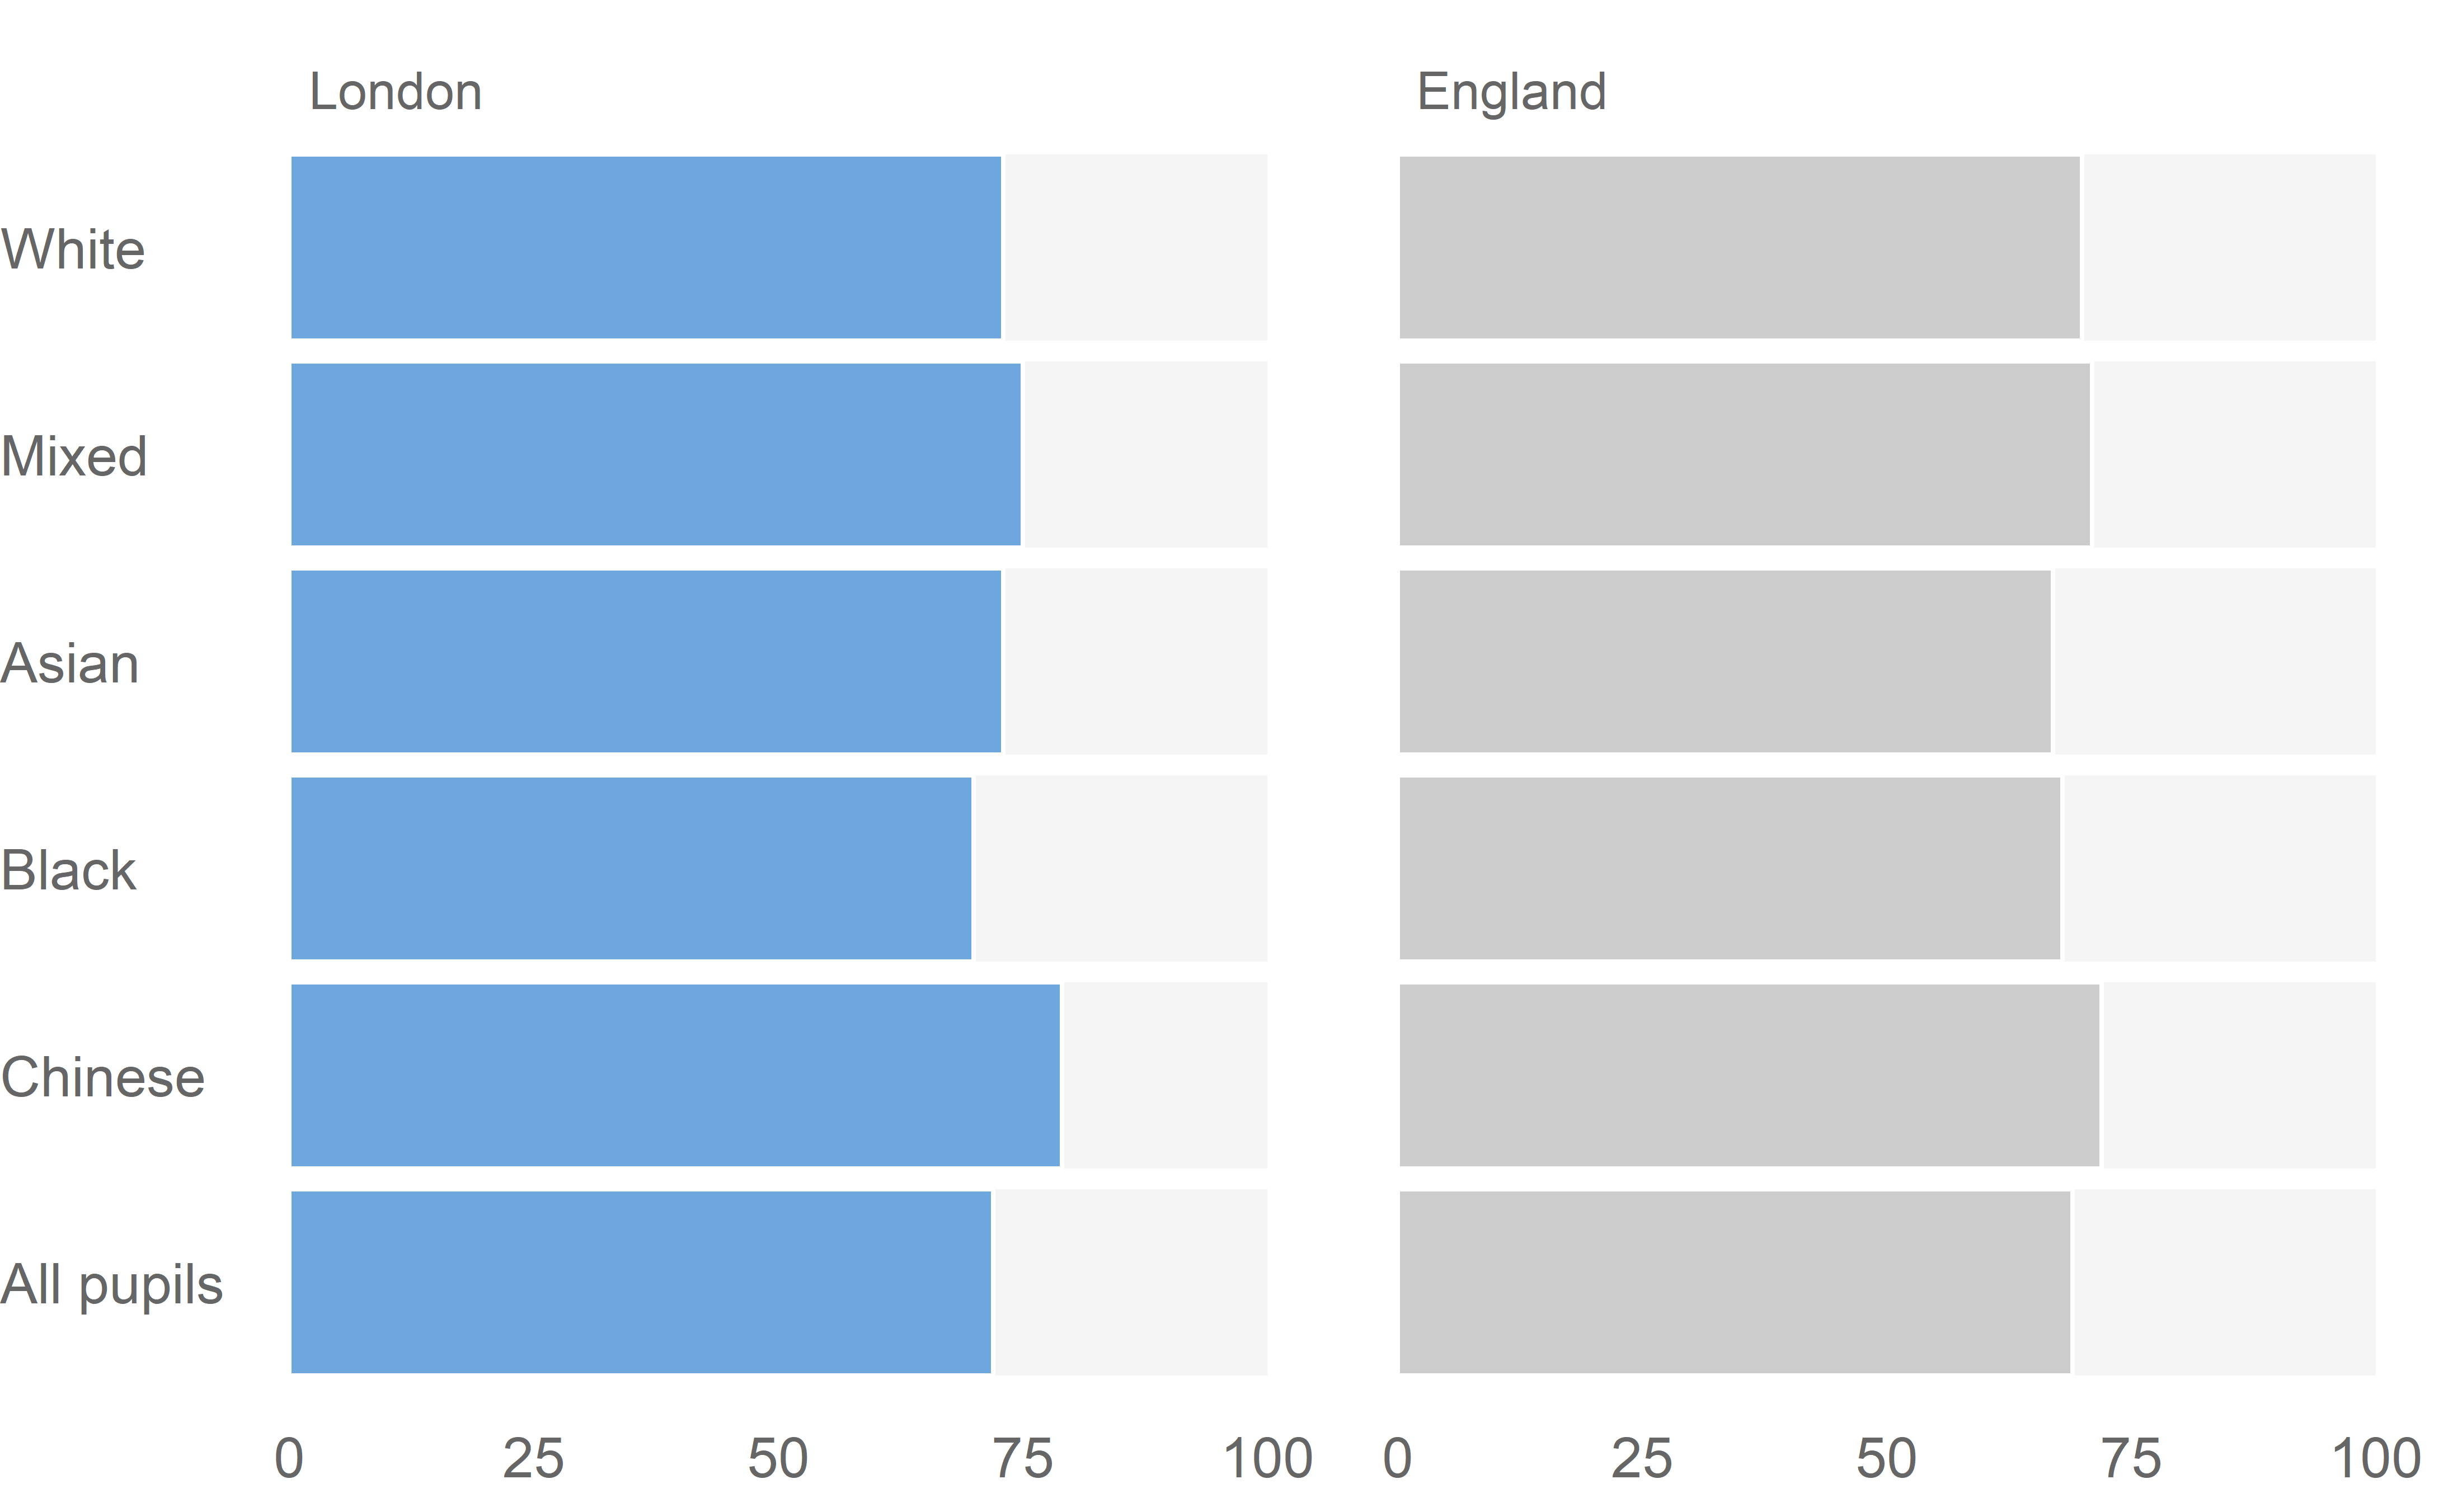 London England
White
Mixed
Asian
Black
Chinese
All pupils
0 25 50 75 100 0 25 50 75 100